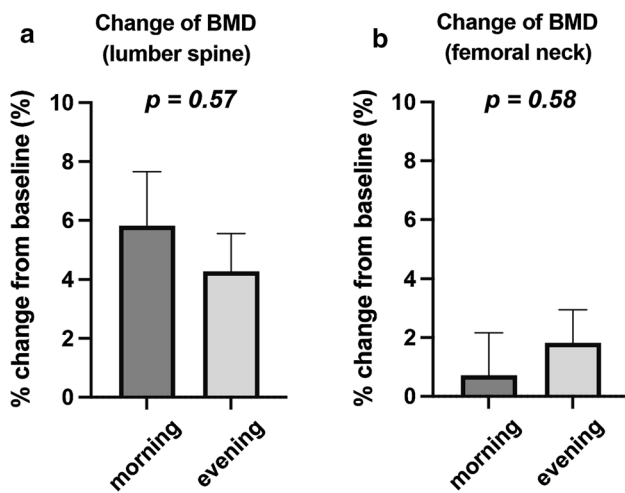 a
Change of BMD
(lumber spine)
p = 0.57
% change from baseline (%)
10
8
6
4
2
0
morning
evening
b
Change of BMD
(femoral neck)
p = 0.58
% change from baseline (%)
10
8
6
4
2
0
morning
evening